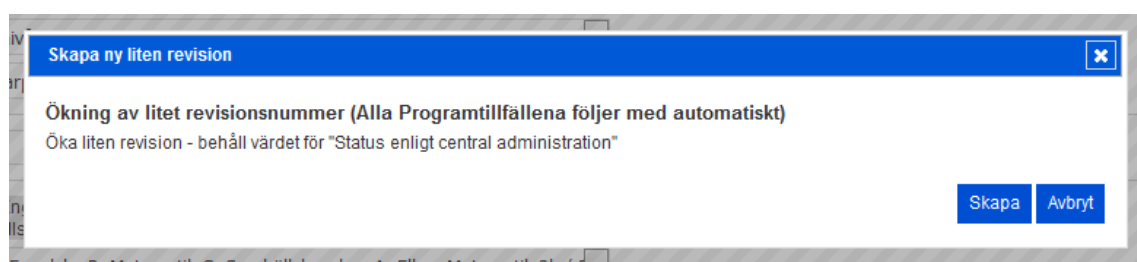 Skapa ny liten revision
Ökning av litet revisionsnummer (Alla Programtillfällena följer med automatiskt)
Öka liten revision - behåll värdet för "Status enligt central administration"
Skapa Avbryt